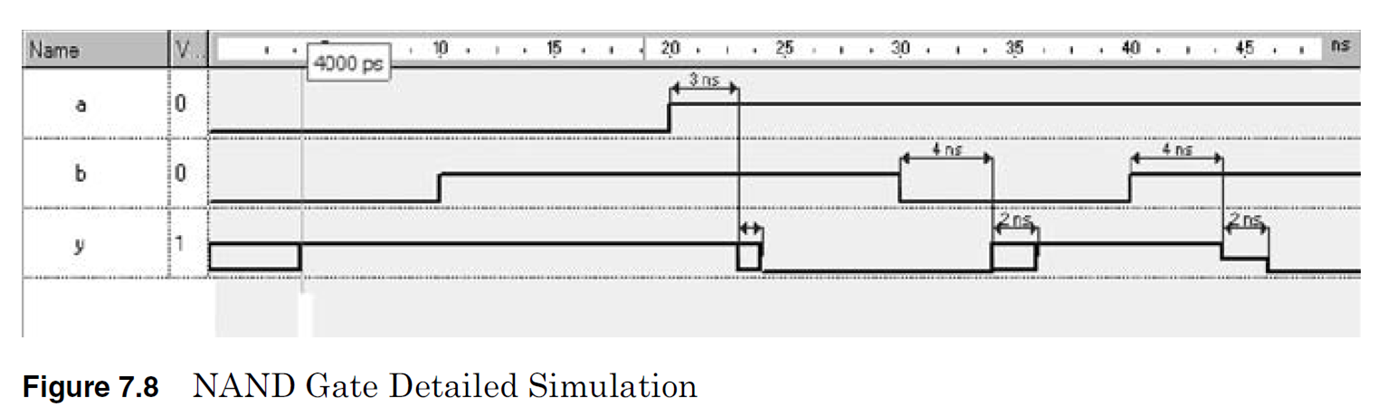 Name V... 10 15 20 25 30 35 40 45 ns
4000 ps
3 ns
a 0
4 ns 4 ns
b 0
2 ns 2 ns
y 1
Figure 7.8 NAND Gate Detailed Simulation